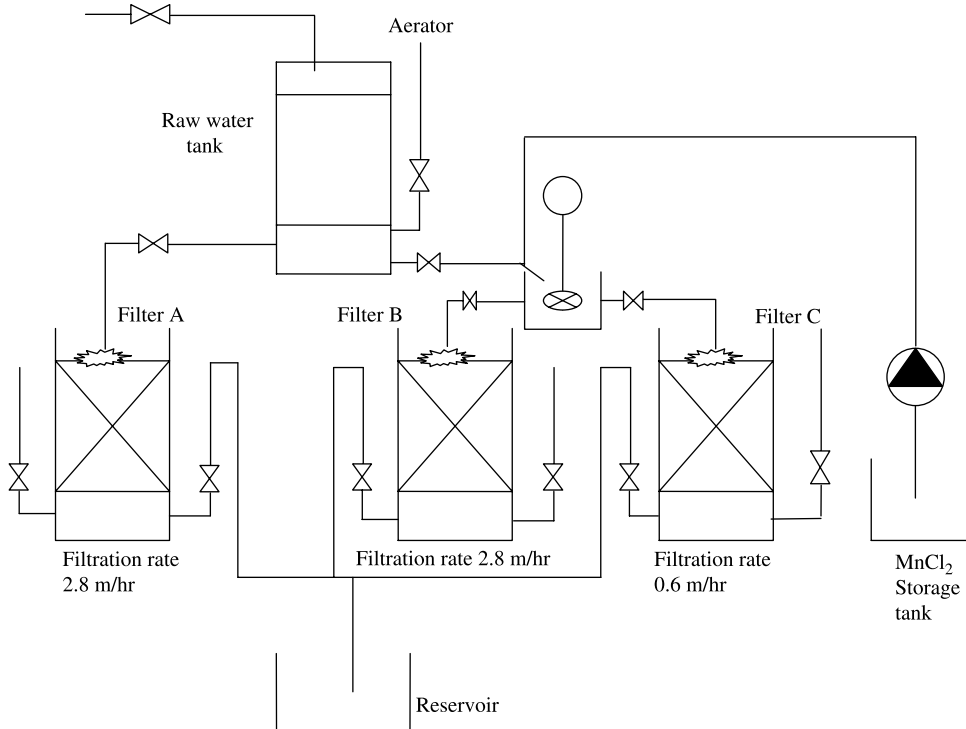 Aerator
Raw water
tank
Filter A
Filter B
Filter C
Filtration rate
2.8 m/hr
Filtration rate 2.8 m/hr
Filtration rate
0.6 m/hr
MnCl₂
Storage
tank
Reservoir